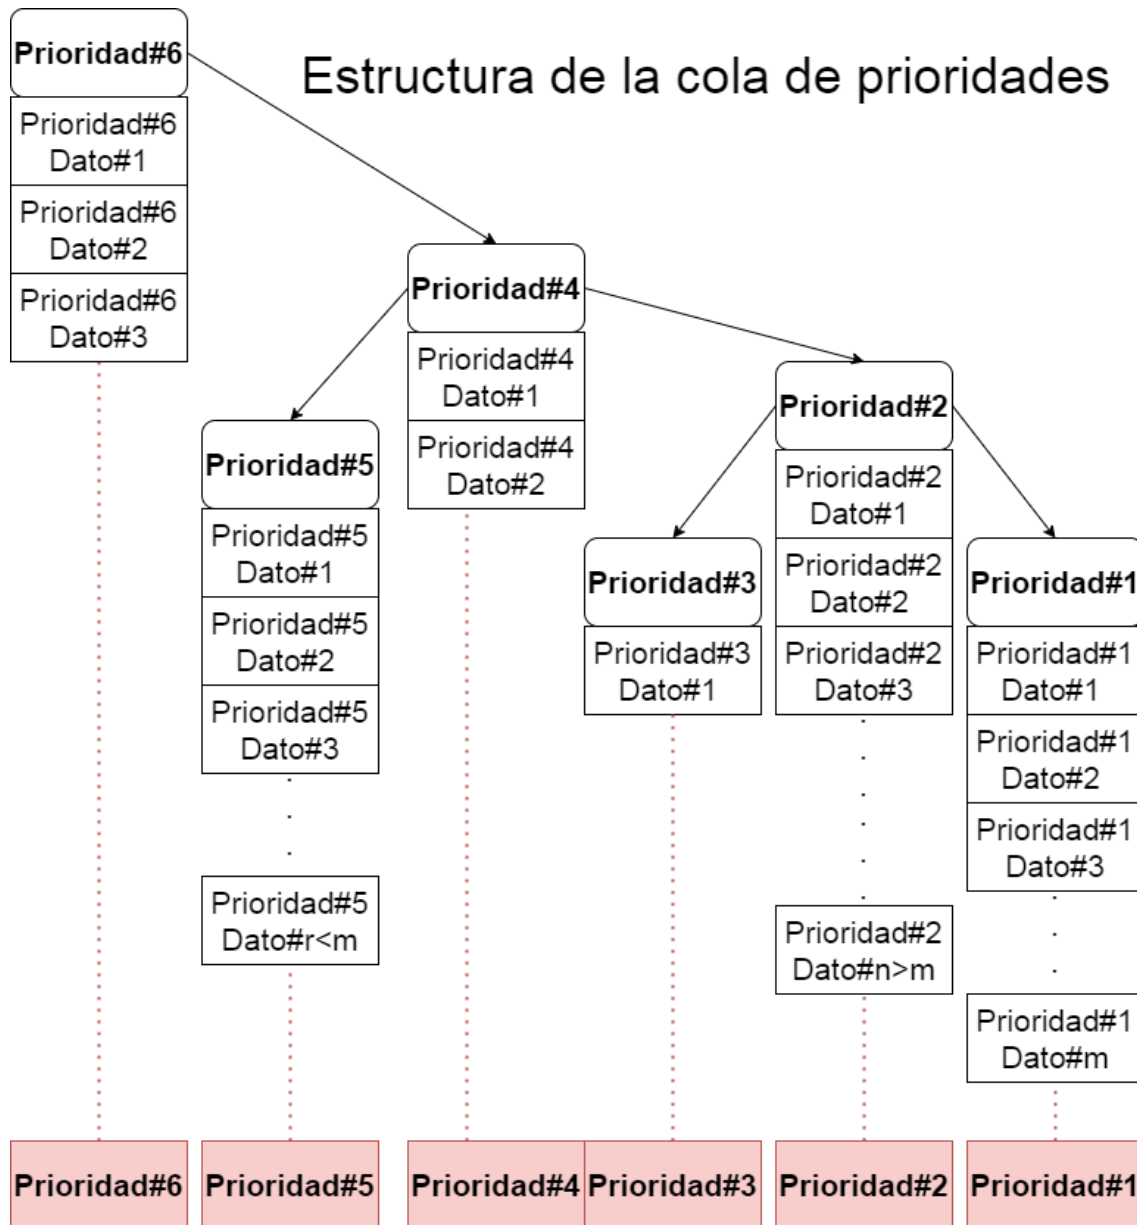 Estructura de la cola de prioridades
Prioridad#6
Prioridad#6
Dato#1
Prioridad#6
Dato#2
Prioridad#6
Dato#3
Prioridad#4
Prioridad#4
Dato#1
Prioridad#4
Dato#2
Prioridad#5
Prioridad#5
Dato#1
Prioridad#5
Dato#2
Prioridad#5
Dato#3
Prioridad#5
Dato#r<m
Prioridad#2
Prioridad#2
Dato#1
Prioridad#2
Dato#2
Prioridad#2
Dato#3
Prioridad#2
Dato#n>m
Prioridad#3
Prioridad#3
Dato#1
Prioridad#1
Prioridad#1
Dato#1
Prioridad#1
Dato#2
Prioridad#1
Dato#3
Prioridad#1
Dato#m
Prioridad#6
Prioridad#5
Prioridad#4
Prioridad#3
Prioridad#2
Prioridad#1